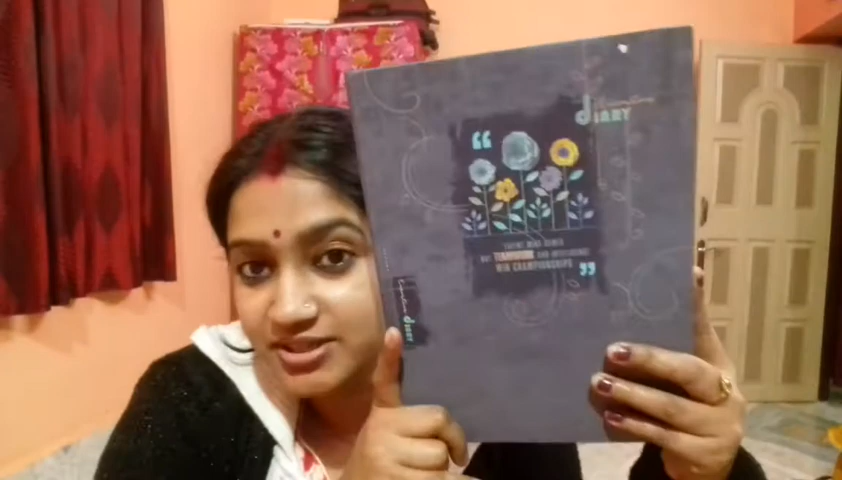 DIARY
“
TALENT WINS GAMES
BUT TEAMWORK AND INTELLIGENCE
WIN CHAMPIONSHIPS
”
DIARY